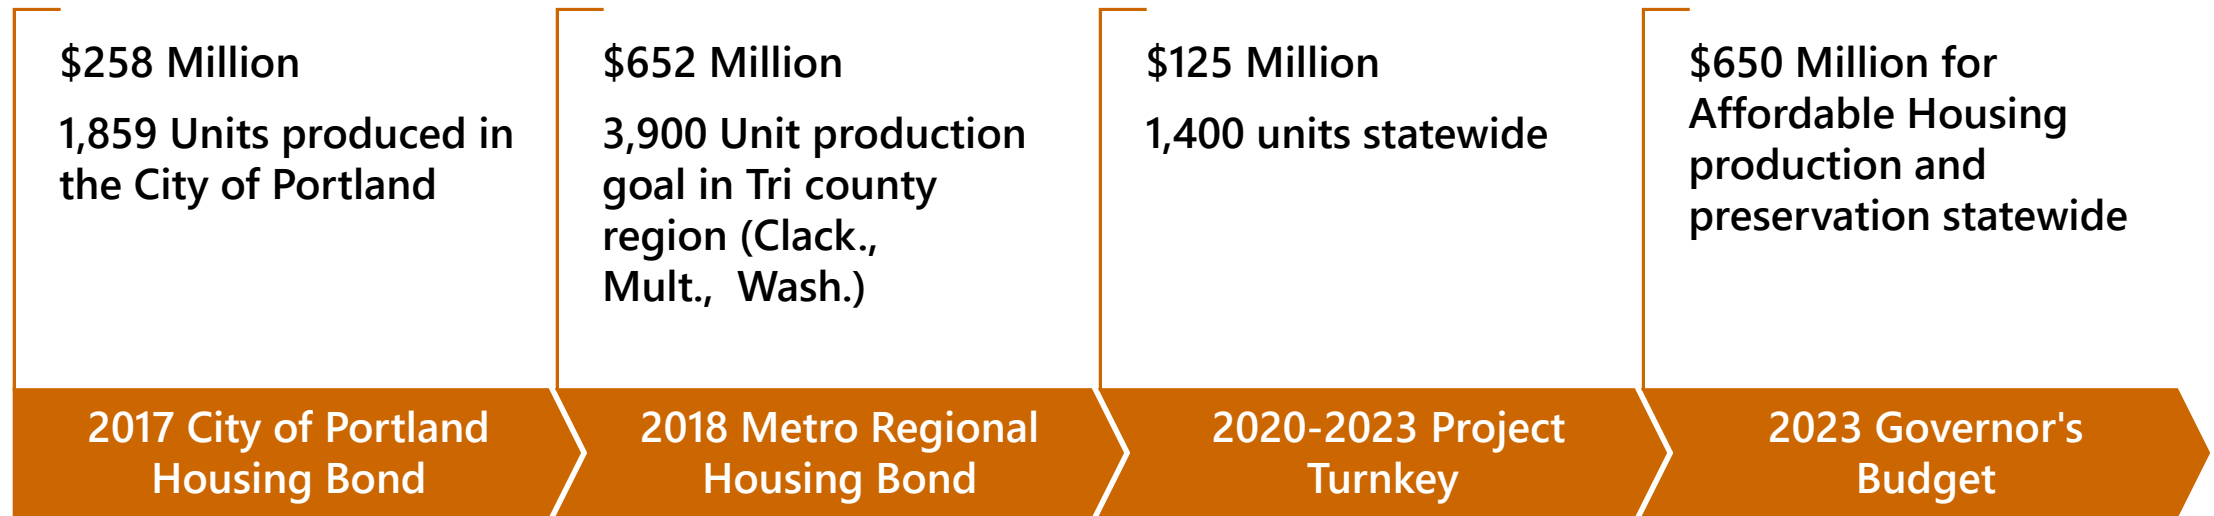 $258 Million
1,859 Units produced in
the City of Portland
2017 City of Portland
Housing Bond
$652 Million
3,900 Unit production
goal in Tri county
region (Clack.,
Mult.,  Wash.)
2018 Metro Regional
Housing Bond
$125 Million
1,400 units statewide
2020-2023 Project
Turnkey
$650 Million for
Affordable Housing
production and
preservation statewide
2023 Governor's
Budget